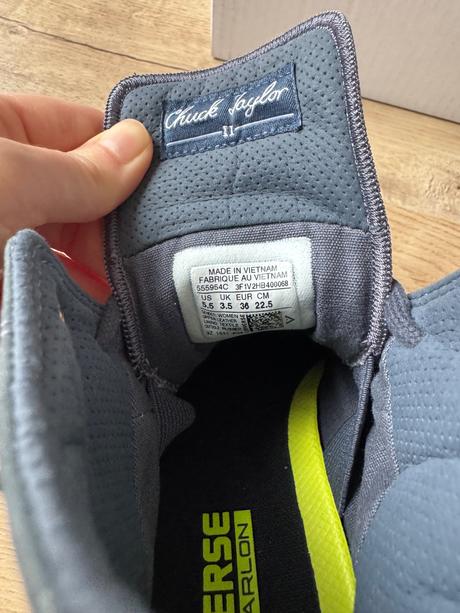 Chuck Taylor
II
MADE IN VIETNAM
FABRIQUE AU VIETNAM
555954C 3F1V2HB400068
US UK EUR CM
5.5 3.5 36 22.5
ERSE
ARLON